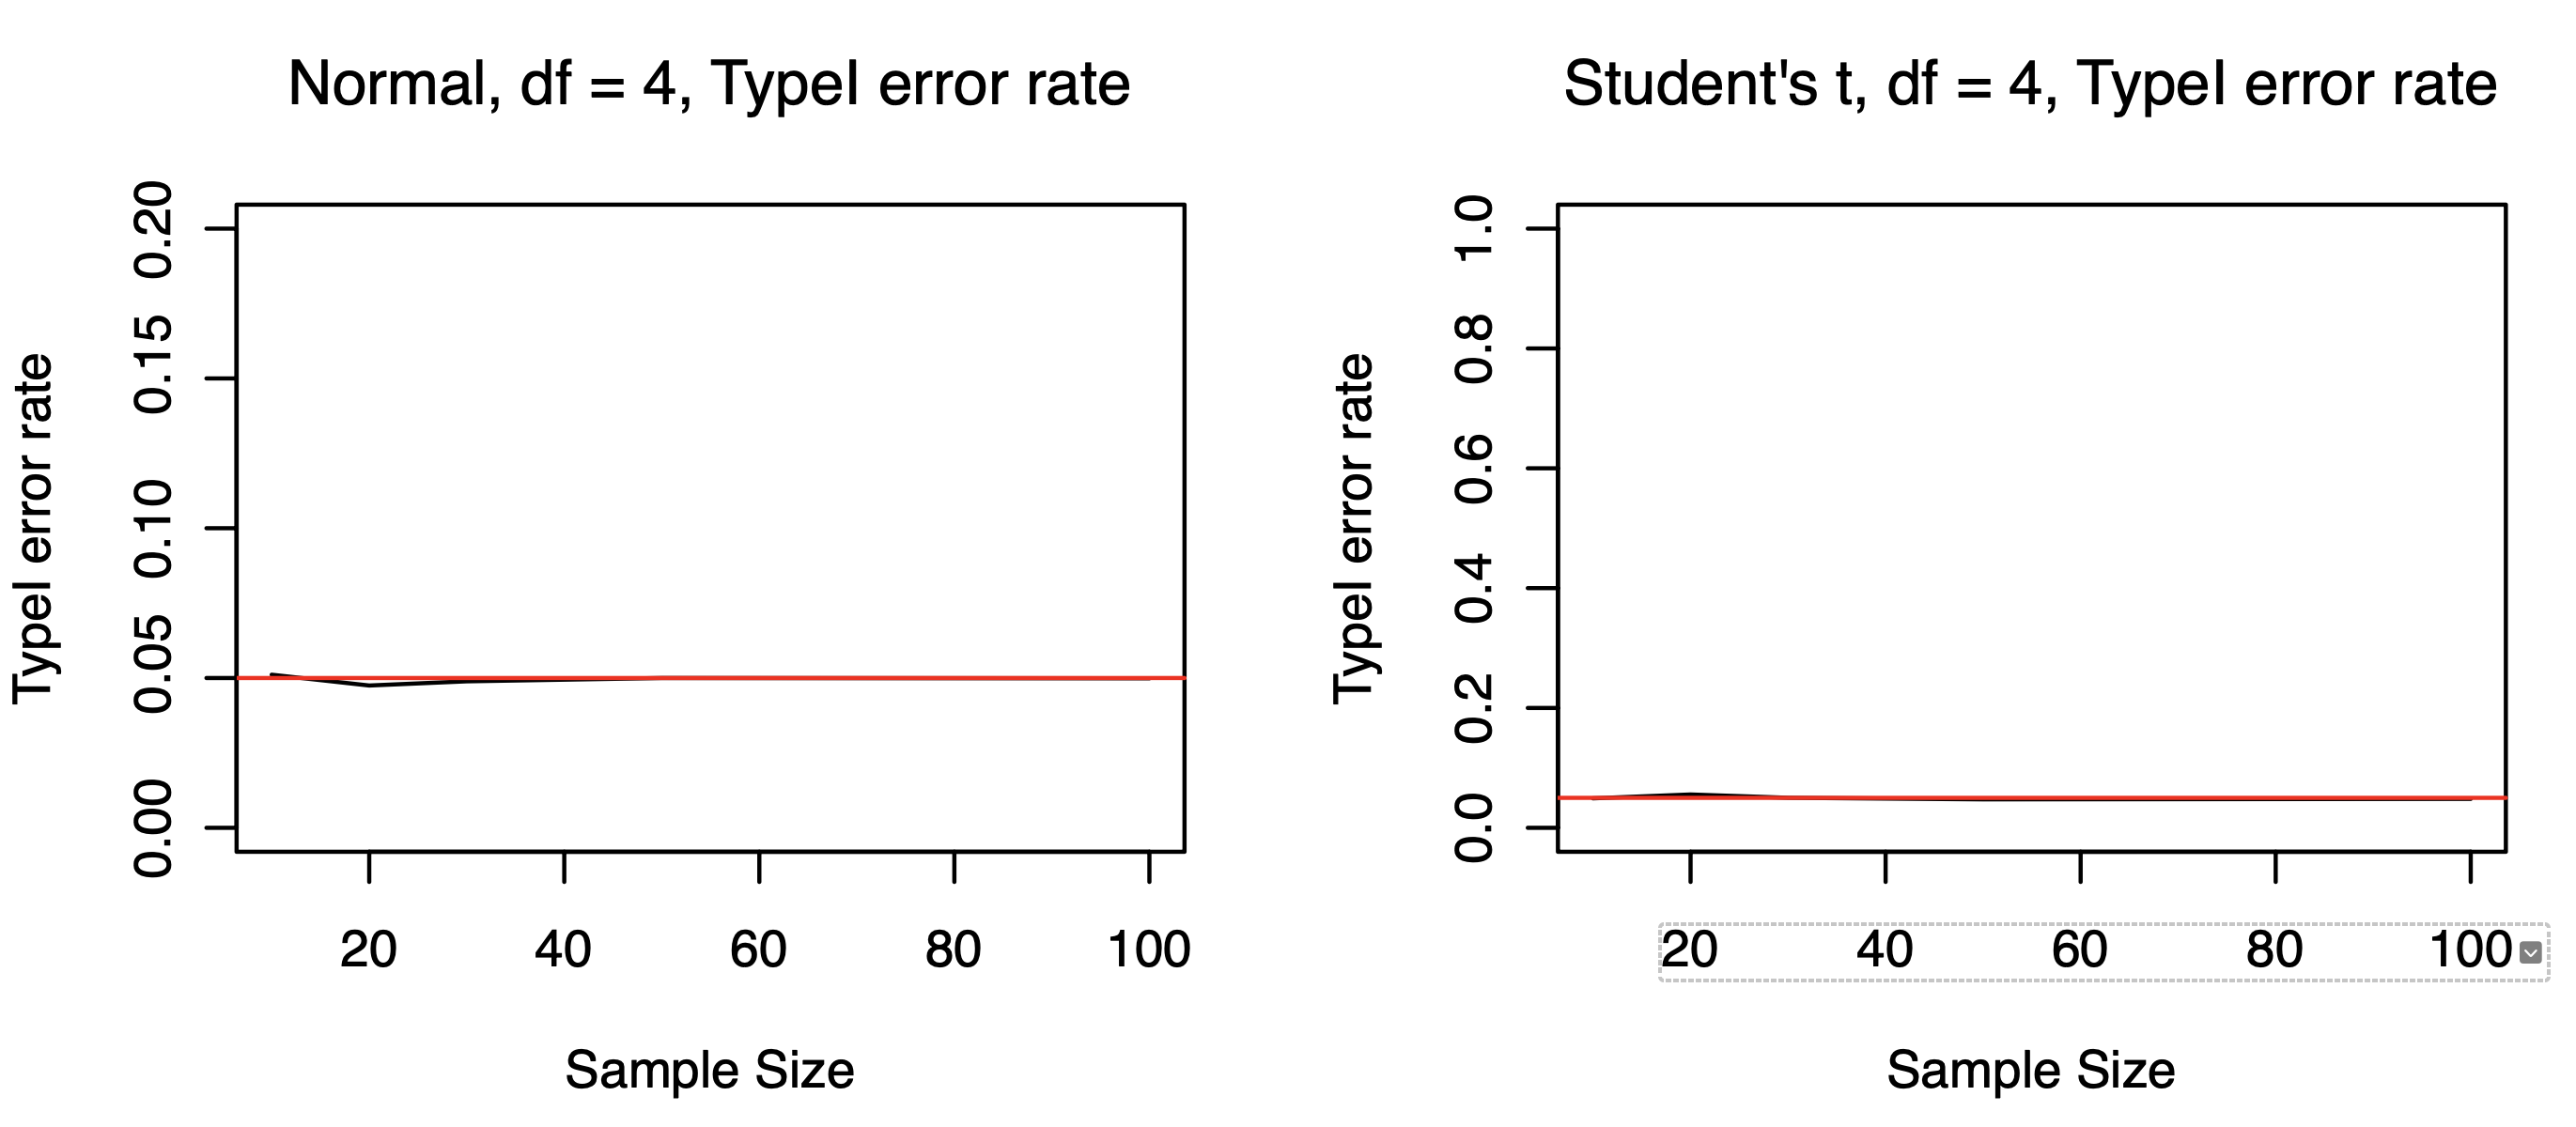 Normal, df = 4, TypeI error rate
TypeI error rate
0.20
0.15
0.10
0.05
0.00
20 40 60 80 100
Sample Size
Student's t, df = 4, TypeI error rate
TypeI error rate
1.0
0.8
0.6
0.4
0.2
0.0
20 40 60 80 100
Sample Size